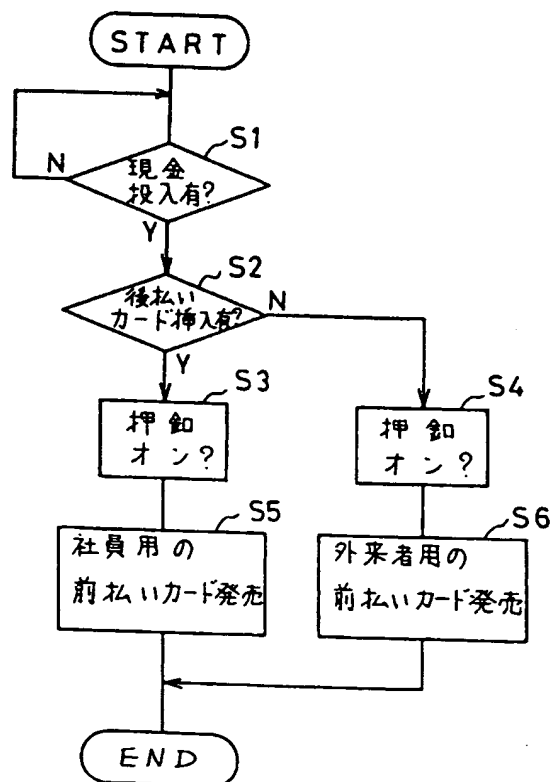 START
S1
N
現金
投入有?
Y
S2
後払い
カード挿入有?
N
Y
S3
押釦
オン?
S4
押釦
オン?
S5
社員用の
前払いカード発売
S6
外来者用の
前払いカード発売
END